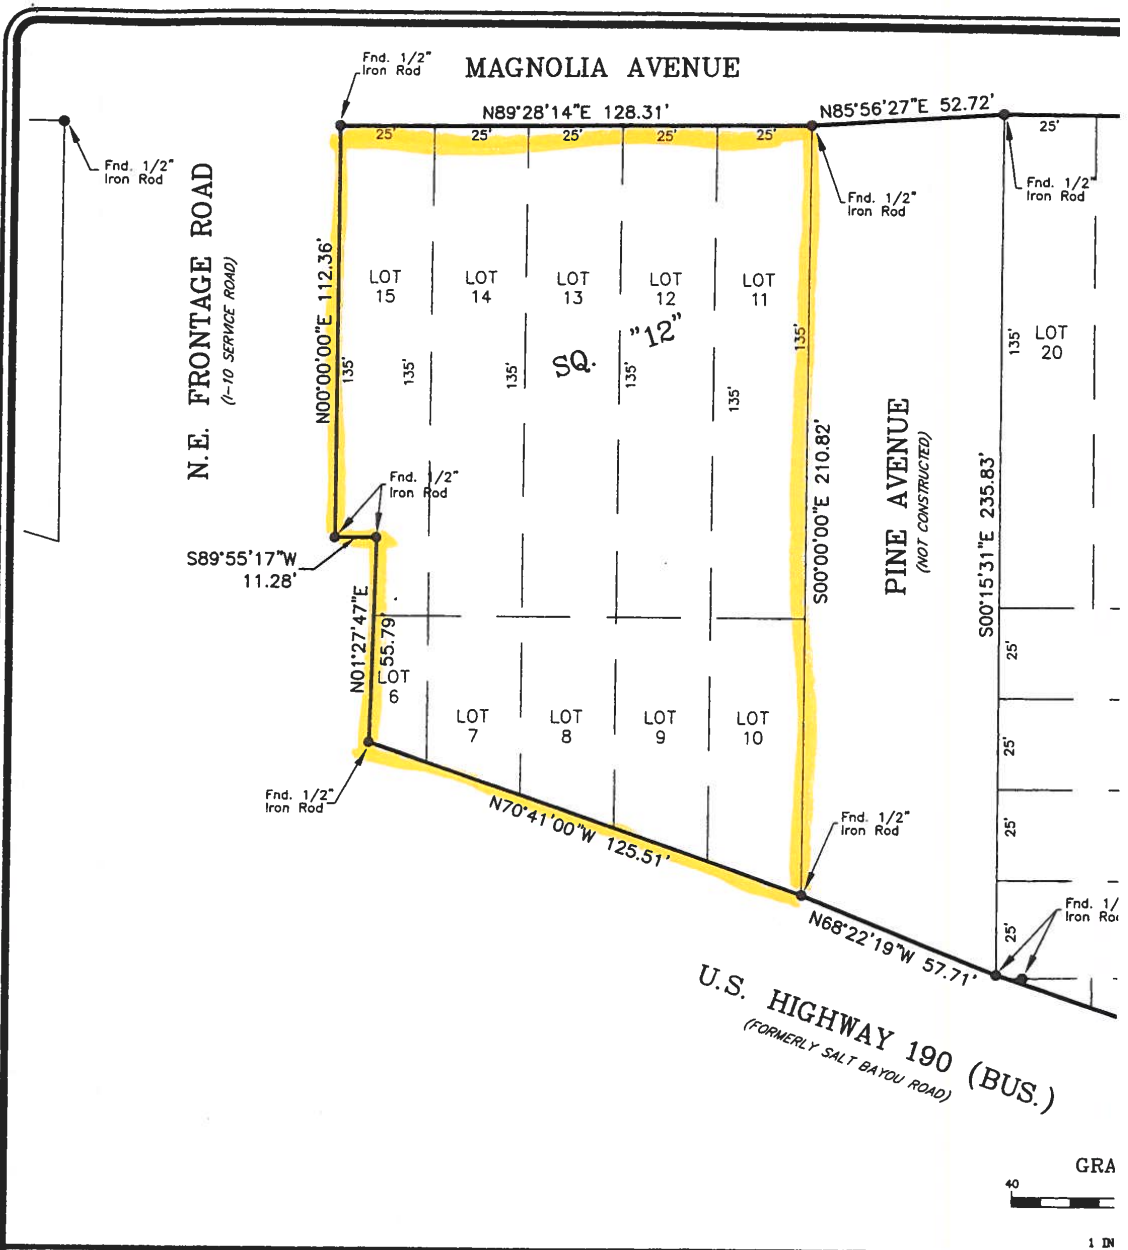 Fnd. 1/2"
Iron Rod
MAGNOLIA AVENUE
N89°28'14"E 128.31'
N85°56'27"E 52.72'
25'
25'
25'
25'
25'
25'
Fnd. 1/2"
Iron Rod
Fnd. 1/2"
Iron Rod
Fnd. 1/2"
Iron Rod
N.E. FRONTAGE ROAD
(I-10 SERVICE ROAD)
N00°00'00"E 112.36'
LOT
15
LOT
14
LOT
13
LOT
12
LOT
11
SQ. "12"
135'
135'
135'
135'
135'
135'
135'
LOT
20
PINE AVENUE
(NOT CONSTRUCTED)
S00°00'00"E 210.82'
S00°15'31"E 235.83'
Fnd. 1/2"
Iron Rod
S89°55'17"W
11.28'
N01°27'47"E
55.79'
LOT
6
LOT
7
LOT
8
LOT
9
LOT
10
25'
25'
25'
25'
Fnd. 1/2"
Iron Rod
N70°41'00"W 125.51'
Fnd. 1/2"
Iron Rod
Fnd. 1/
Iron Ro
N68°22'19"W 57.71'
U.S. HIGHWAY 190 (BUS.)
(FORMERLY SALT BAYOU ROAD)
GRA
40
1 IN